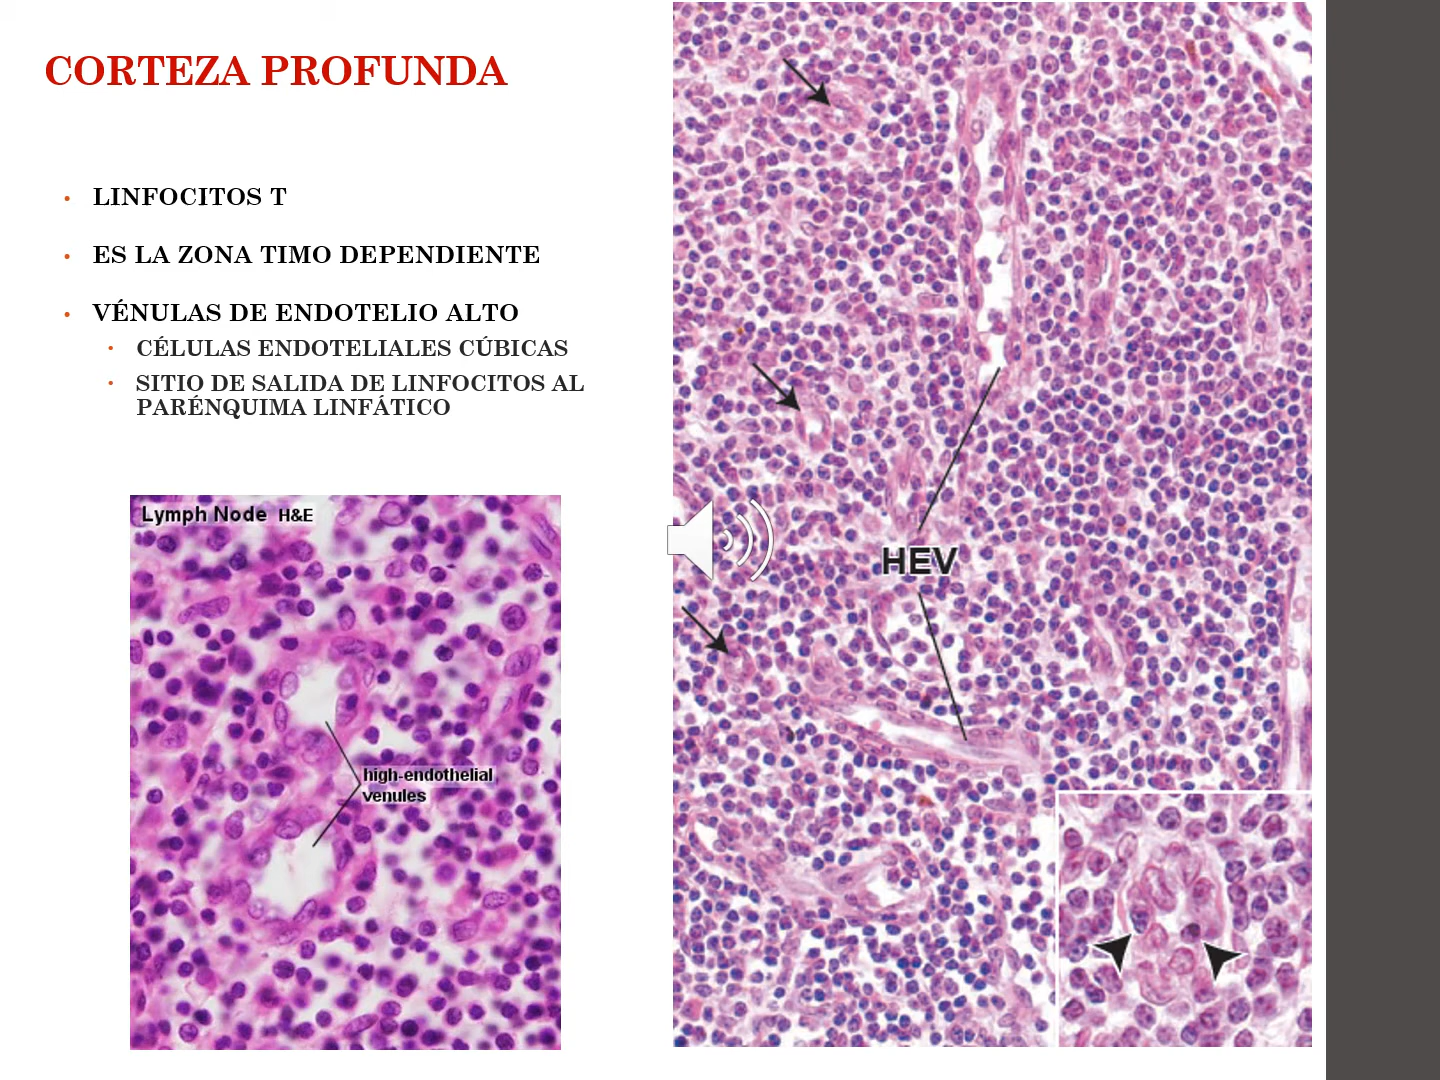 CORTEZA PROFUNDA
• LINFOCITOS T
• ES LA ZONA TIMO DEPENDIENTE
• VÉNULAS DE ENDOTELIO ALTO
• CÉLULAS ENDOTELIALES CÚBICAS
• SITIO DE SALIDA DE LINFOCITOS AL
PARÉNQUIMA LINFÁTICO
Lymph Node H&E
high-endothelial
venules
HEV